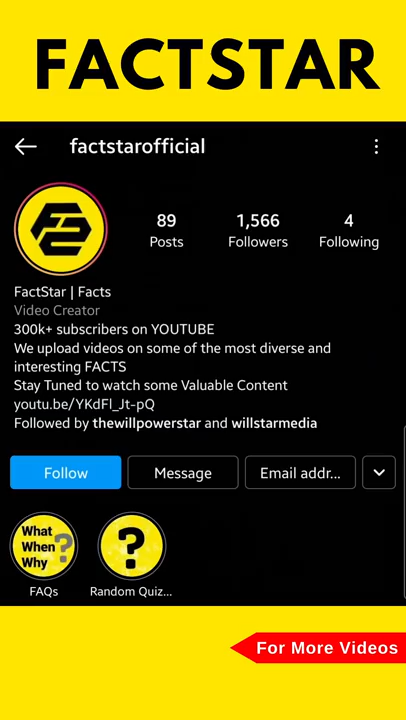 FACTSTAR
factstarofficial
89 1,566 4
Posts Followers Following
FactStar | Facts
Video Creator
300k+ subscribers on YOUTUBE
We upload videos on some of the most diverse and
interesting FACTS
Stay Tuned to watch some Valuable Content
youtu.be/YKdFl_Jt-pQ
Followed by thewillpowerstar and willstarmedia
Follow Message Email addr...
What
When
Why ?
?
FAQs Random Quiz...
For More Videos